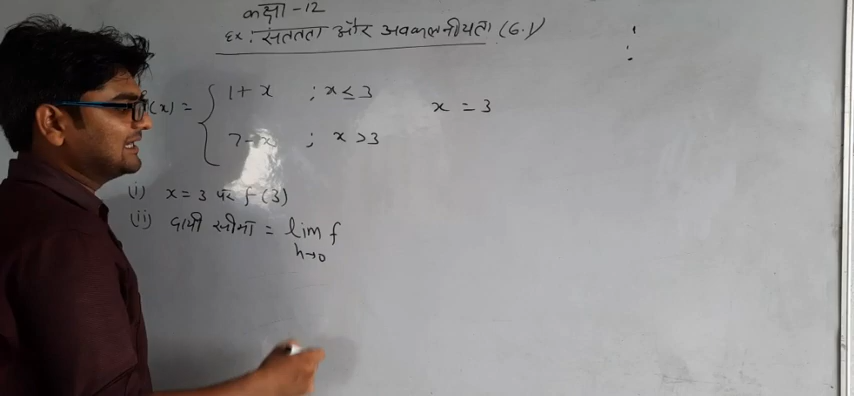 कक्षा - 12
Ex: सततता और अवकलनीयता (6.1)
f(x) = { 1 + x ; x ≤ 3
7 - x ; x > 3
x = 3
(i) x = 3 पर f(3)
(ii) दायी सीमा = lim f
h→0